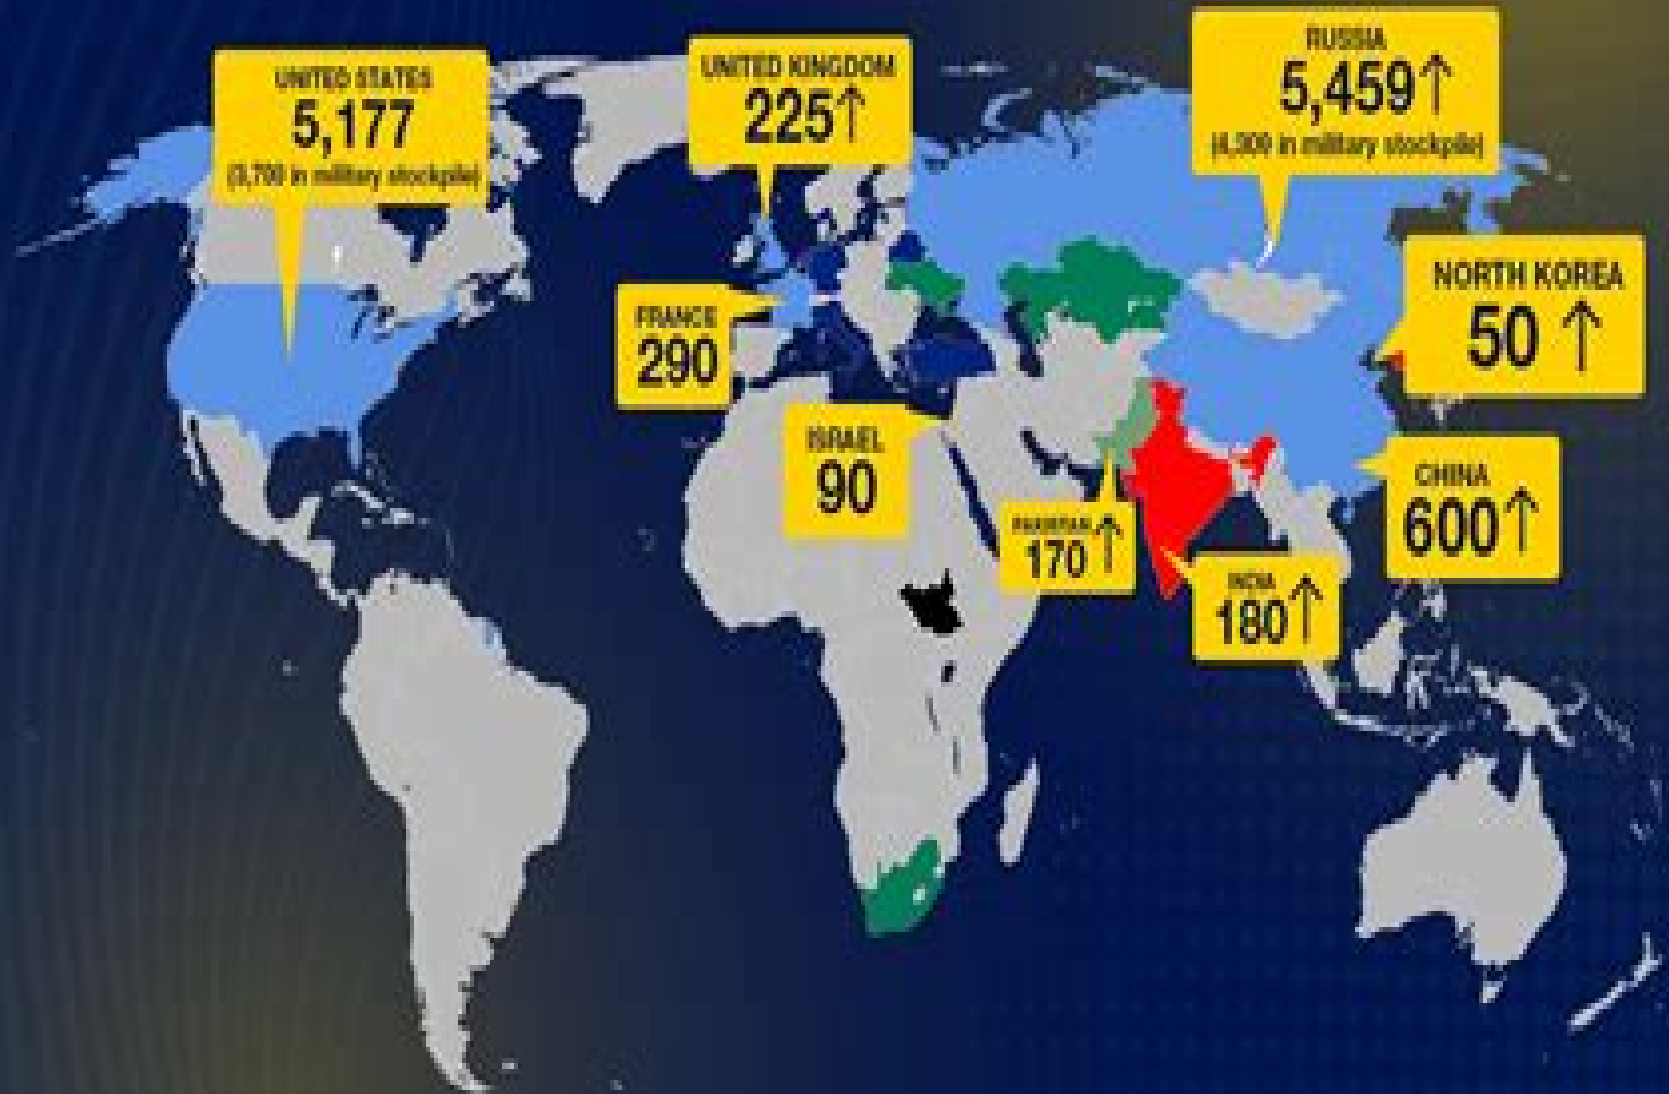 UNITED STATES
5,177
(3,700 in military stockpile)
UNITED KINGDOM
225↑
RUSSIA
5,459↑
(4,309 in military stockpile)
NORTH KOREA
50 ↑
FRANCE
290
ISRAEL
90
CHINA
600↑
PAKISTAN
170↑
INDIA
180↑